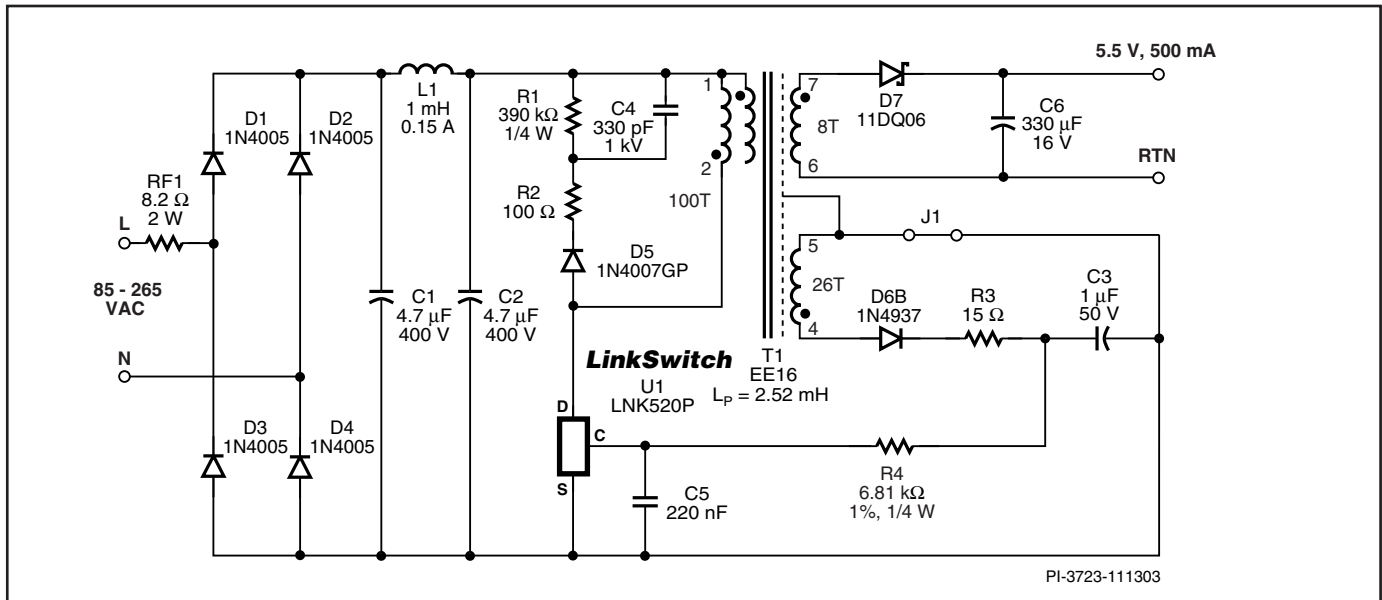 5.5 V, 500 mA
L1
1 mH
0.15 A
R1
390 kΩ
1/4 W
C4
330 pF
1 kV
1
2
100T
7
8T
6
D7
11DQ06
C6
330 µF
16 V
RTN
D1
1N4005
D2
1N4005
RF1
8.2 Ω
2 W
L
85 - 265
VAC
N
R2
100 Ω
D5
1N4007GP
C1
4.7 µF
400 V
C2
4.7 µF
400 V
J1
5
26T
4
D6B
1N4937
R3
15 Ω
C3
1 µF
50 V
LinkSwitch
U1
LNK520P
T1
EE16
LP = 2.52 mH
D
C
S
D3
1N4005
D4
1N4005
C5
220 nF
R4
6.81 kΩ
1%, 1/4 W
PI-3723-111303